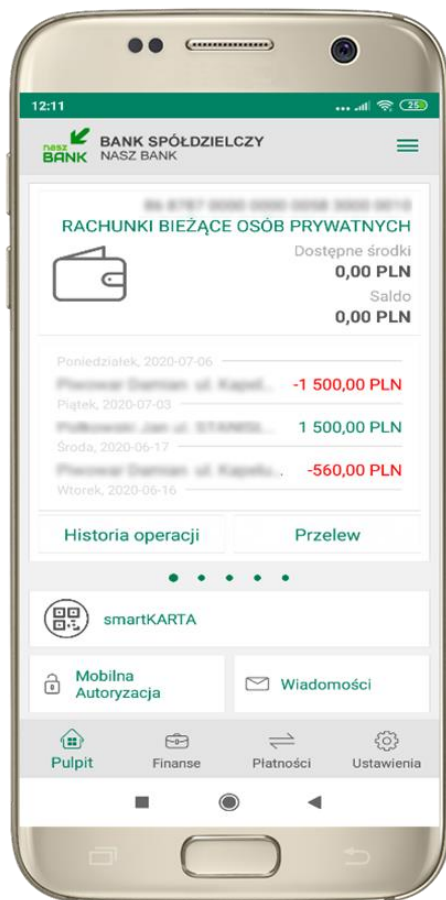 12:11
25
nasz BANK
BANK SPÓŁDZIELCZY
NASZ BANK
RACHUNKI BIEŻĄCE OSÓB PRYWATNYCH
Dostępne środki
0,00 PLN
Saldo
0,00 PLN
Poniedziałek, 2020-07-06
-1 500,00 PLN
Piątek, 2020-07-03
1 500,00 PLN
Środa, 2020-06-17
-560,00 PLN
Wtorek, 2020-06-16
Historia operacji Przelew
smartKARTA
Mobilna
Autoryzacja
Wiadomości
Pulpit Finanse Płatności Ustawienia